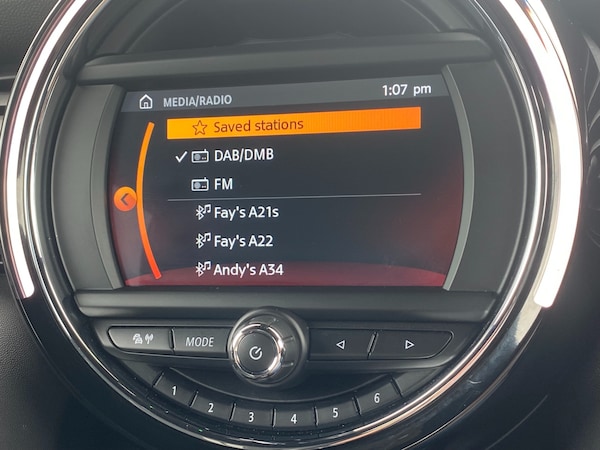 MEDIA/RADIO
1:07 pm
Saved stations
DAB/DMB
FM
Fay's A21s
Fay's A22
Andy's A34
MODE
1 2 3 4 5 6